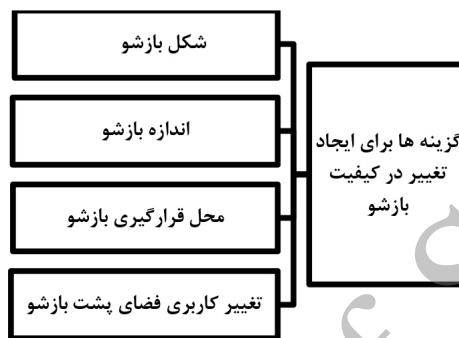 شکل بازشو
اندازه بازشو
گزینه ها برای ایجاد
تغییر در کیفیت
بازشو
محل قرارگیری بازشو
تغییر کاربری فضای پشت بازشو